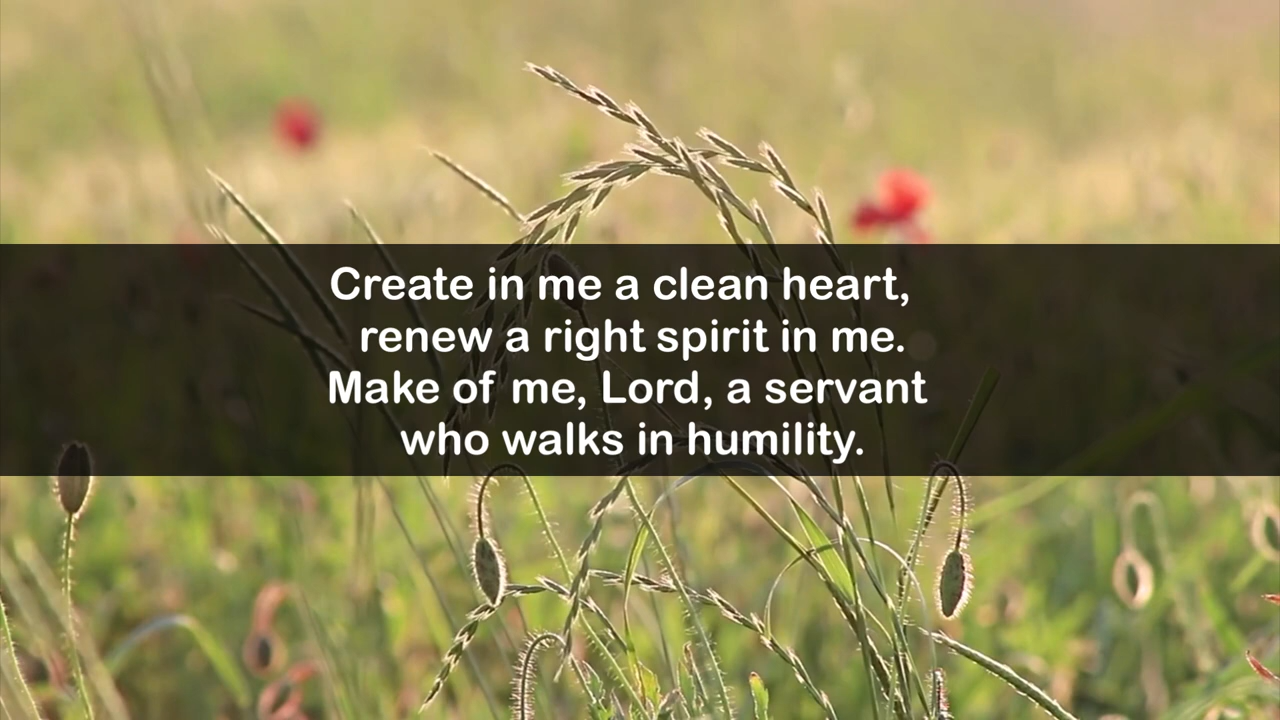 Create in me a clean heart,
renew a right spirit in me.
Make of me, Lord, a servant
who walks in humility.